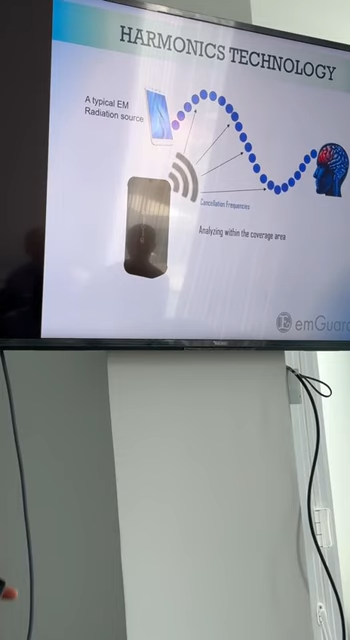 HARMONICS TECHNOLOGY
A typical EM
Radiation source
Cancellation Frequencies
Analyzing within the coverage area
E emGuard